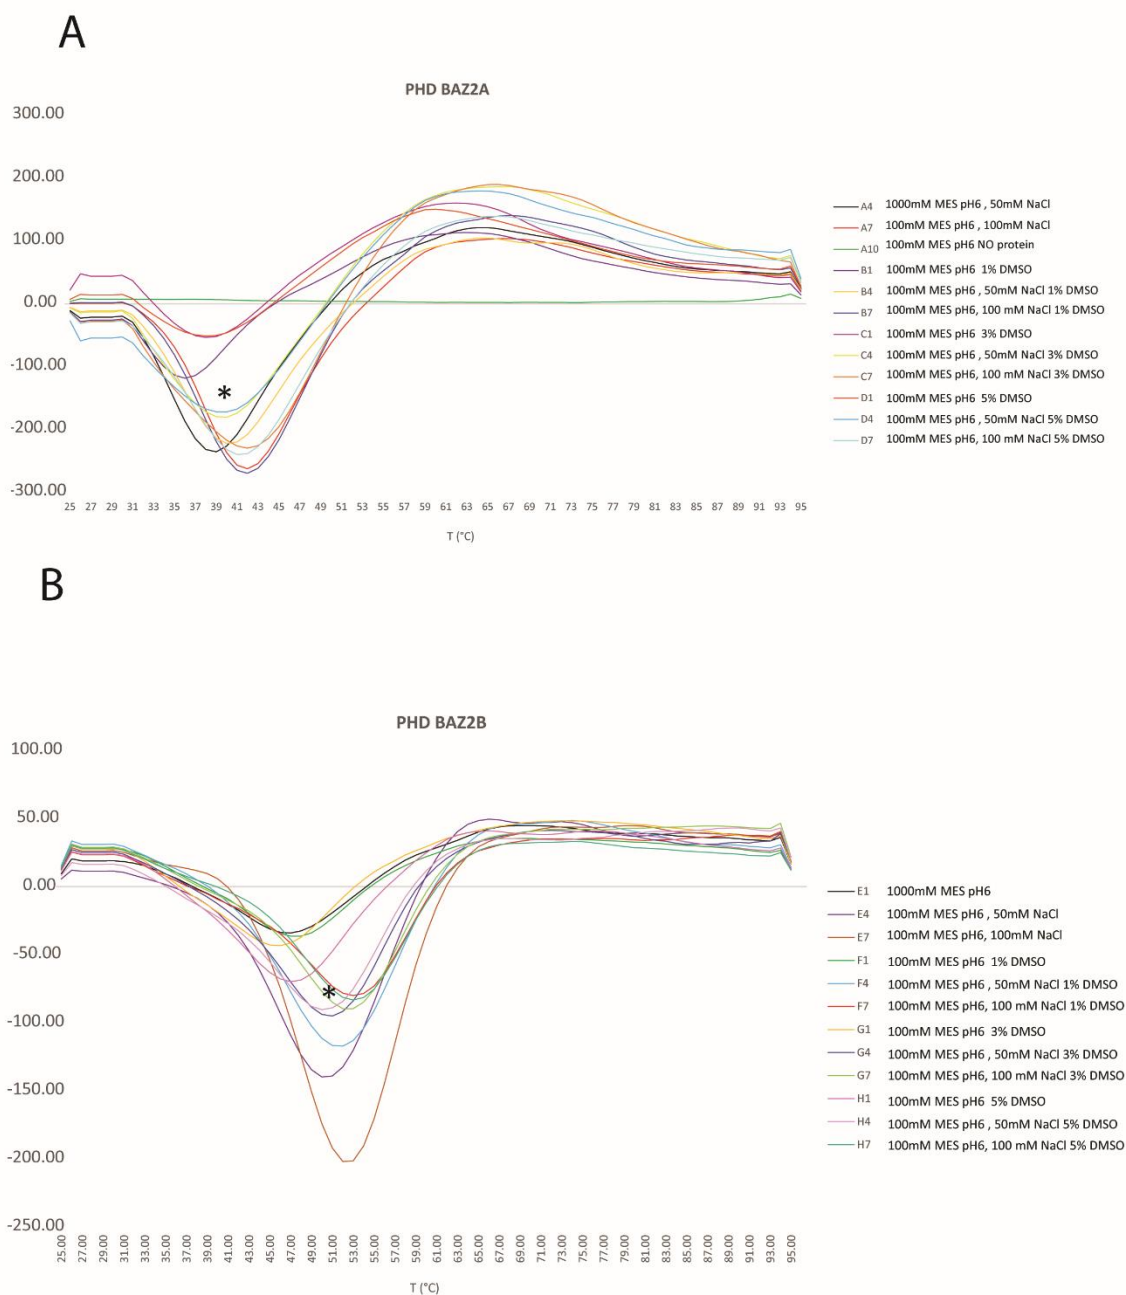 A
PHD BAZ2A
300.00
200.00
100.00
0.00
-100.00
-200.00
-300.00
25 27 29 31 33 35 37 39 41 43 45 47 49 51 53 55 57 59 61 63 65 67 69 71 73 75 77 79 81 83 85 87 89 91 93 95
T (°C)
*
A4 1000mM MES pH6 , 50mM NaCl
A7 100mM MES pH6 , 100mM NaCl
A10 100mM MES pH6 NO protein
B1 100mM MES pH6 1% DMSO
B4 100mM MES pH6 , 50mM NaCl 1% DMSO
B7 100mM MES pH6, 100 mM NaCl 1% DMSO
C1 100mM MES pH6 3% DMSO
C4 100mM MES pH6 , 50mM NaCl 3% DMSO
C7 100mM MES pH6, 100 mM NaCl 3% DMSO
D1 100mM MES pH6 5% DMSO
D4 100mM MES pH6 , 50mM NaCl 5% DMSO
D7 100mM MES pH6, 100 mM NaCl 5% DMSO
B
PHD BAZ2B
100.00
50.00
0.00
-50.00
-100.00
-150.00
-200.00
-250.00
25.00 27.00 29.00 31.00 33.00 35.00 37.00 39.00 41.00 43.00 45.00 47.00 49.00 51.00 53.00 55.00 57.00 59.00 61.00 63.00 65.00 67.00 69.00 71.00 73.00 75.00 77.00 79.00 81.00 83.00 85.00 87.00 89.00 91.00 93.00 95.00
T (°C)
*
E1 1000mM MES pH6
E4 100mM MES pH6 , 50mM NaCl
E7 100mM MES pH6, 100mM NaCl
F1 100mM MES pH6 1% DMSO
F4 100mM MES pH6 , 50mM NaCl 1% DMSO
F7 100mM MES pH6, 100 mM NaCl 1% DMSO
G1 100mM MES pH6 3% DMSO
G4 100mM MES pH6 , 50mM NaCl 3% DMSO
G7 100mM MES pH6, 100 mM NaCl 3% DMSO
H1 100mM MES pH6 5% DMSO
H4 100mM MES pH6 , 50mM NaCl 5% DMSO
H7 100mM MES pH6, 100 mM NaCl 5% DMSO